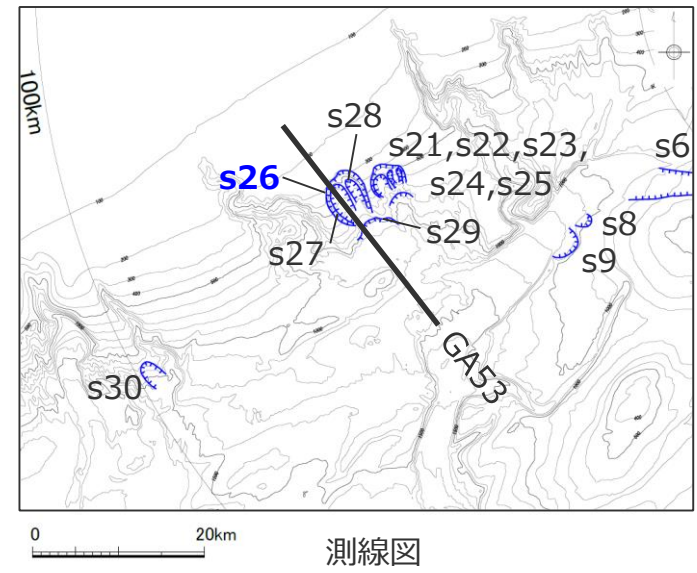 100km
s28
s21,s22,s23,
s24,s25
s6
s26
s29
s8
s27
s9
GA53
s30
0 20km
測線図